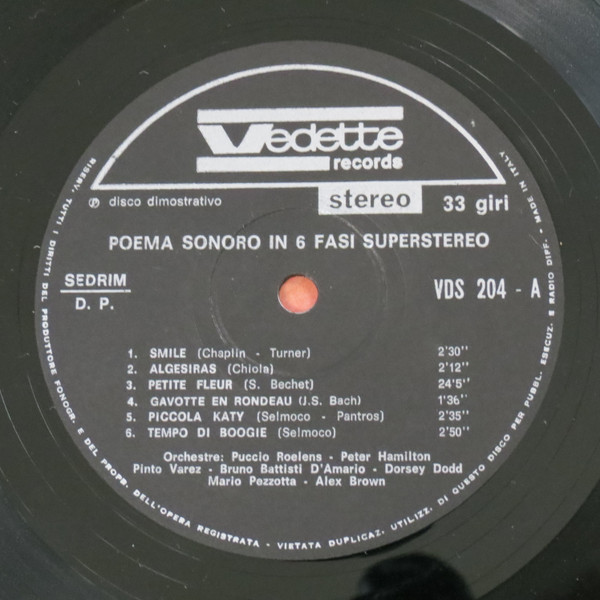 Vedette
records
stereo
℗ disco dimostrativo
33 giri
POEMA SONORO IN 6 FASI SUPERSTEREO
SEDRIM
D. P.
VDS 204 - A
1. SMILE (Chaplin - Turner) 2'30''
2. ALGESIRAS (Chiola) 2'12''
3. PETITE FLEUR (S. Bechet) 24'5''
4. GAVOTTE EN RONDEAU (J.S. Bach) 1'36''
5. PICCOLA KATY (Selmoco - Pantros) 2'35''
6. TEMPO DI BOOGIE (Selmoco) 2'50''
Orchestre: Puccio Roelens - Peter Hamilton
Pinto Varez - Bruno Battisti D'Amario - Dorsey Dodd
Mario Pezzotta - Alex Brown
RISERV. TUTTI I DIRITTI DEL PRODUTTORE FONOGR. E DEL PROPR. DELL'OPERA REGISTRATA - VIETATA DUPLICAZ. UTILIZZ. DI QUESTO DISCO PER PUBBL. ESECUZ. E RADIO DIFF. - MADE IN ITALY